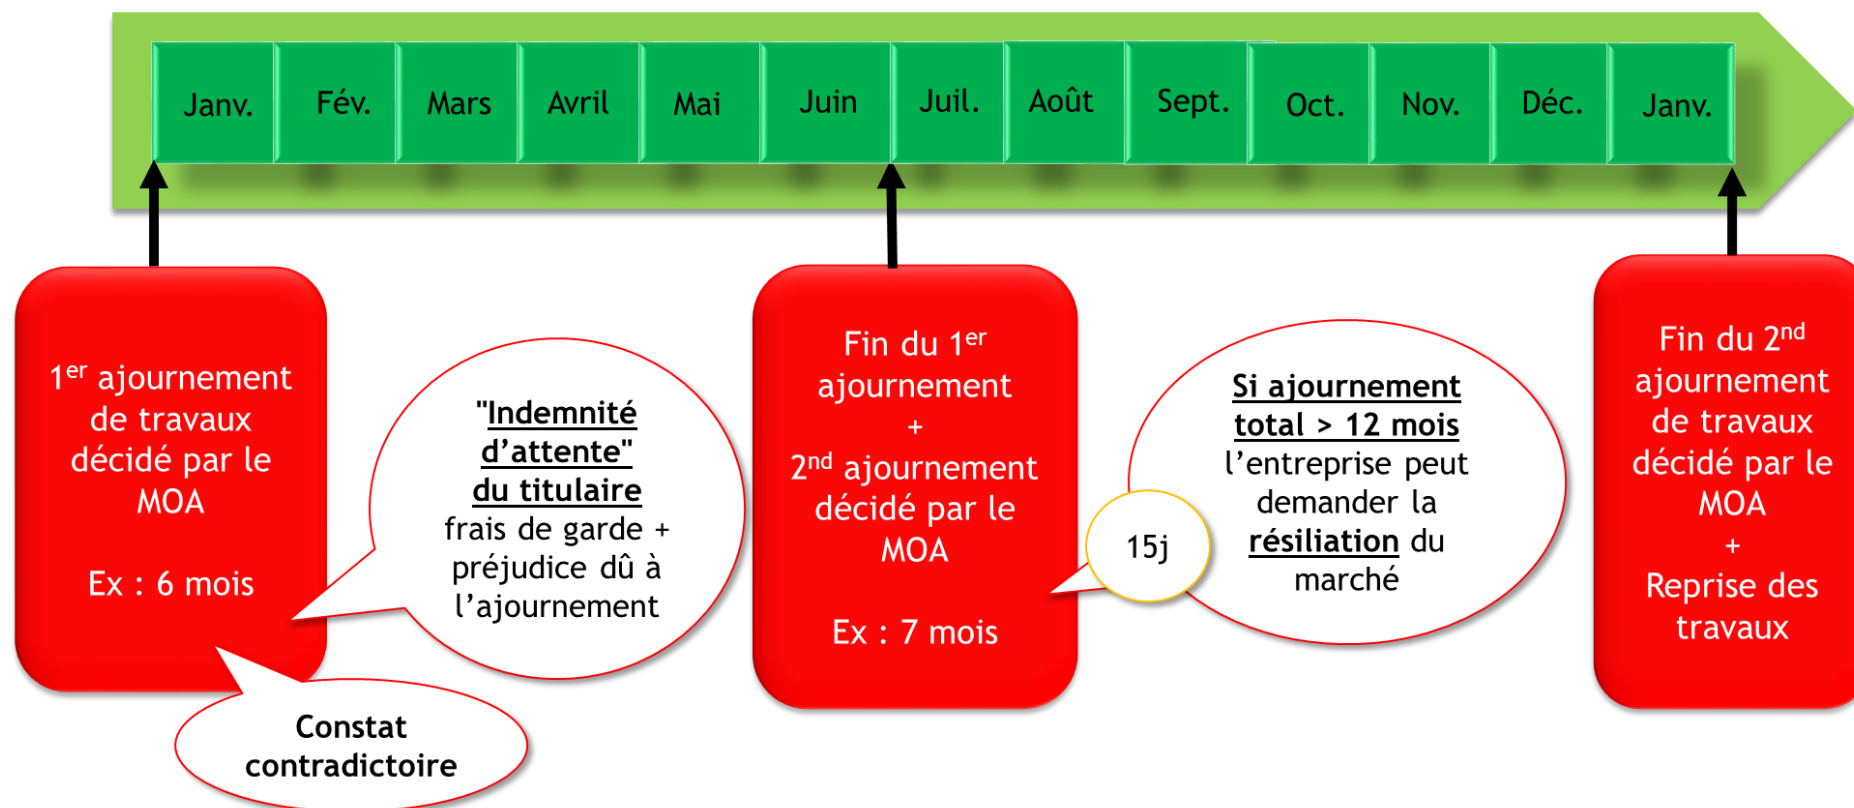 Janv. Fév. Mars Avril Mai Juin Juil. Août Sept. Oct. Nov. Déc. Janv.
1er ajournement
de travaux
décidé par le
MOA
Ex : 6 mois
"Indemnité
d’attente"
du titulaire
frais de garde +
préjudice dû à
l’ajournement
Constat
contradictoire
Fin du 1er
ajournement
+
2nd ajournement
décidé par le
MOA
Ex : 7 mois
15j
Si ajournement
total > 12 mois
l’entreprise peut
demander la
résiliation du
marché
Fin du 2nd
ajournement
de travaux
décidé par le
MOA
+
Reprise des
travaux